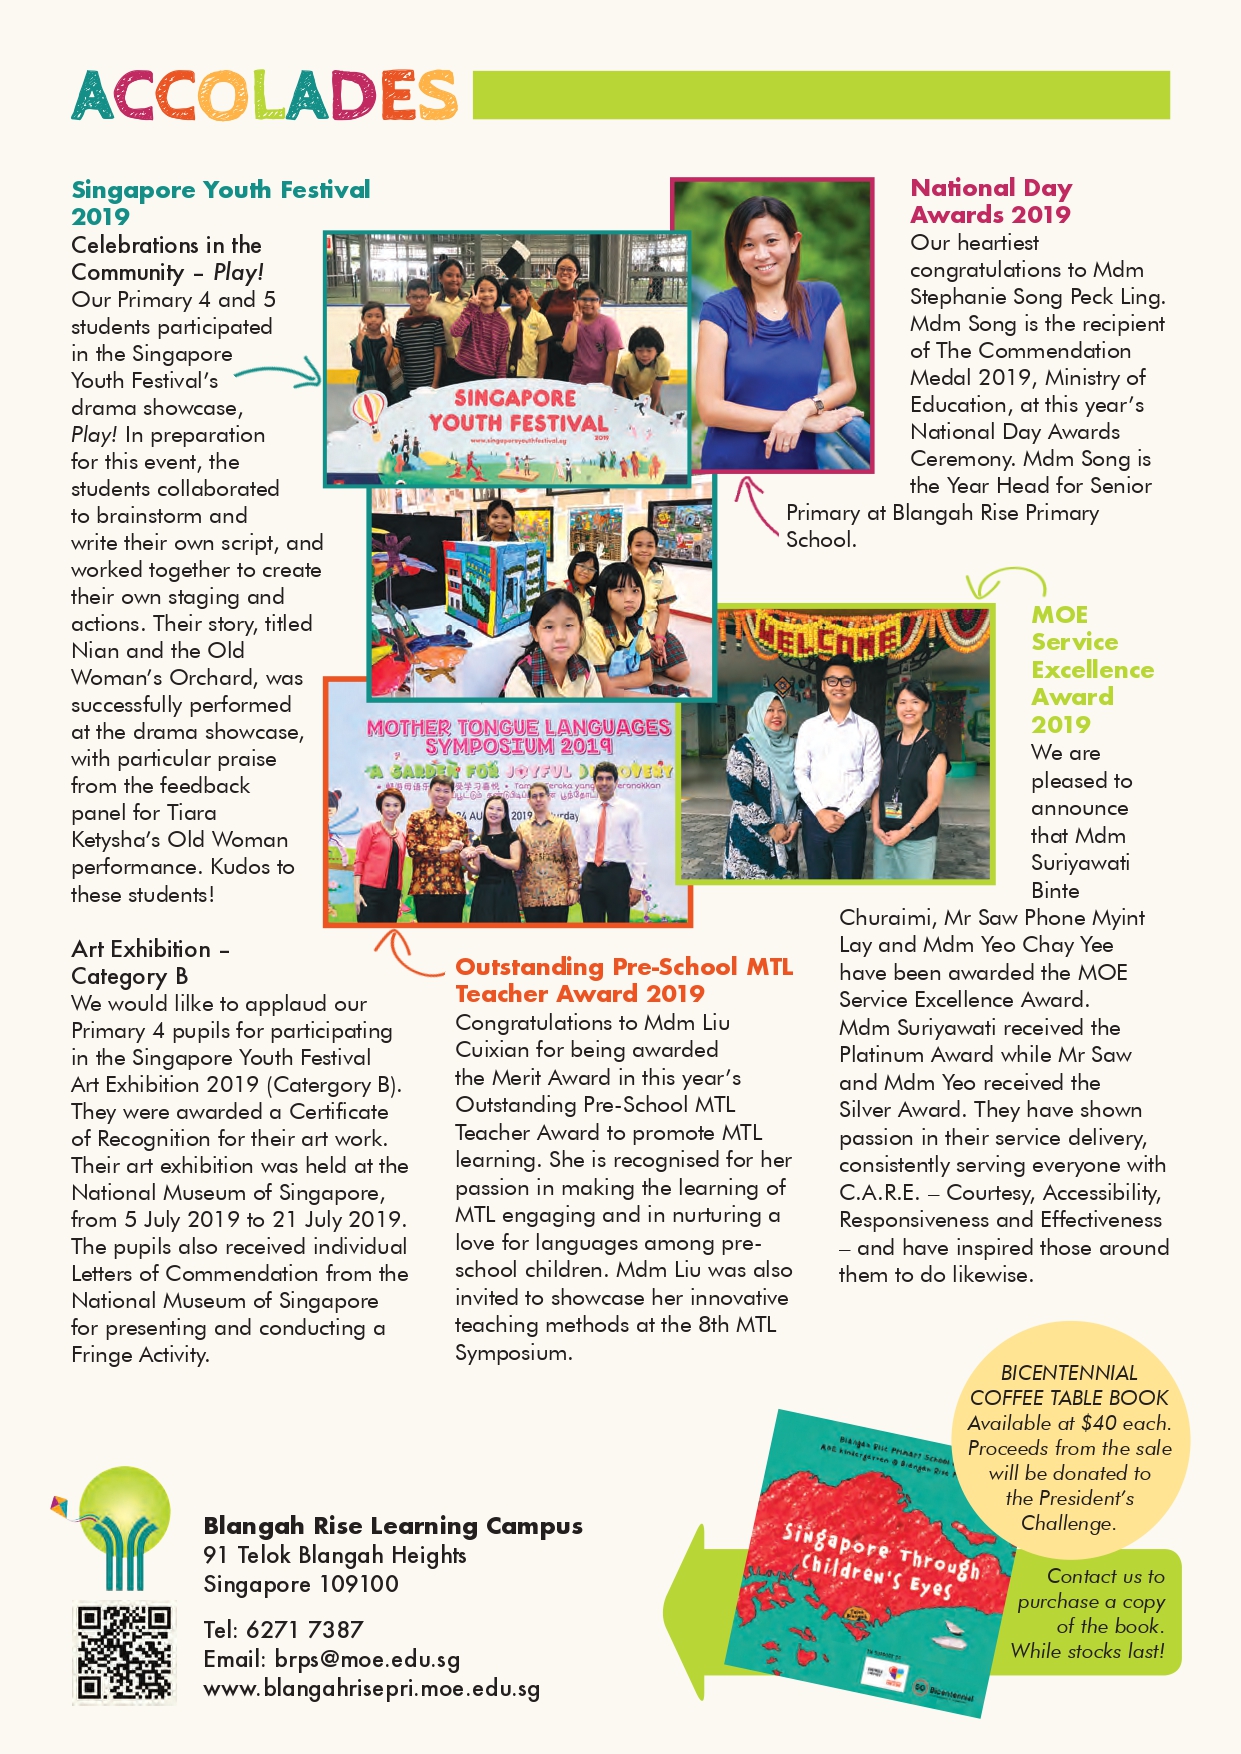 ACCOLADES
Singapore Youth Festival
2019
Celebrations in the
Community – Play!
Our Primary 4 and 5
students participated
in the Singapore
Youth Festival’s
drama showcase,
Play! In preparation
for this event, the
students collaborated
to brainstorm and
write their own script, and
worked together to create
their own staging and
actions. Their story, titled
Nian and the Old
Woman’s Orchard, was
successfully performed
at the drama showcase,
with particular praise
from the feedback
panel for Tiara
Ketysha’s Old Woman
performance. Kudos to
these students!
Art Exhibition –
Category B
We would lilke to applaud our
Primary 4 pupils for participating
in the Singapore Youth Festival
Art Exhibition 2019 (Catergory B).
They were awarded a Certificate
of Recognition for their art work.
Their art exhibition was held at the
National Museum of Singapore,
from 5 July 2019 to 21 July 2019.
The pupils also received individual
Letters of Commendation from the
National Museum of Singapore
for presenting and conducting a
Fringe Activity.
SINGAPORE
YOUTH FESTIVAL
2019
www.singaporeyouthfestival.sg
MOTHER TONGUE LANGUAGES
SYMPOSIUM 2019
A GARDEN FOR JOYFUL DISCOVERY
2019
Outstanding Pre-School MTL
Teacher Award 2019
Congratulations to Mdm Liu
Cuixian for being awarded
the Merit Award in this year’s
Outstanding Pre-School MTL
Teacher Award to promote MTL
learning. She is recognised for her
passion in making the learning of
MTL engaging and in nurturing a
love for languages among pre-
school children. Mdm Liu was also
invited to showcase her innovative
teaching methods at the 8th MTL
Symposium.
National Day
Awards 2019
Our heartiest
congratulations to Mdm
Stephanie Song Peck Ling.
Mdm Song is the recipient
of The Commendation
Medal 2019, Ministry of
Education, at this year’s
National Day Awards
Ceremony. Mdm Song is
the Year Head for Senior
Primary at Blangah Rise Primary
School.
WELCOME
MOE
Service
Excellence
Award
2019
We are
pleased to
announce
that Mdm
Suriyawati
Binte
Churaimi, Mr Saw Phone Myint
Lay and Mdm Yeo Chay Yee
have been awarded the MOE
Service Excellence Award.
Mdm Suriyawati received the
Platinum Award while Mr Saw
and Mdm Yeo received the
Silver Award. They have shown
passion in their service delivery,
consistently serving everyone with
C.A.R.E. – Courtesy, Accessibility,
Responsiveness and Effectiveness
– and have inspired those around
them to do likewise.
BICENTENNIAL
COFFEE TABLE BOOK
Available at $40 each.
Proceeds from the sale
will be donated to
the President’s
Challenge.
Blangah Rise Primary School
MOE Kindergarten @ Blangah Rise
Singapore Through
Children's Eyes
Bicentennial
Contact us to
purchase a copy
of the book.
While stocks last!
Blangah Rise Learning Campus
91 Telok Blangah Heights
Singapore 109100
Tel: 6271 7387
Email: brps@moe.edu.sg
www.blangahrisepri.moe.edu.sg